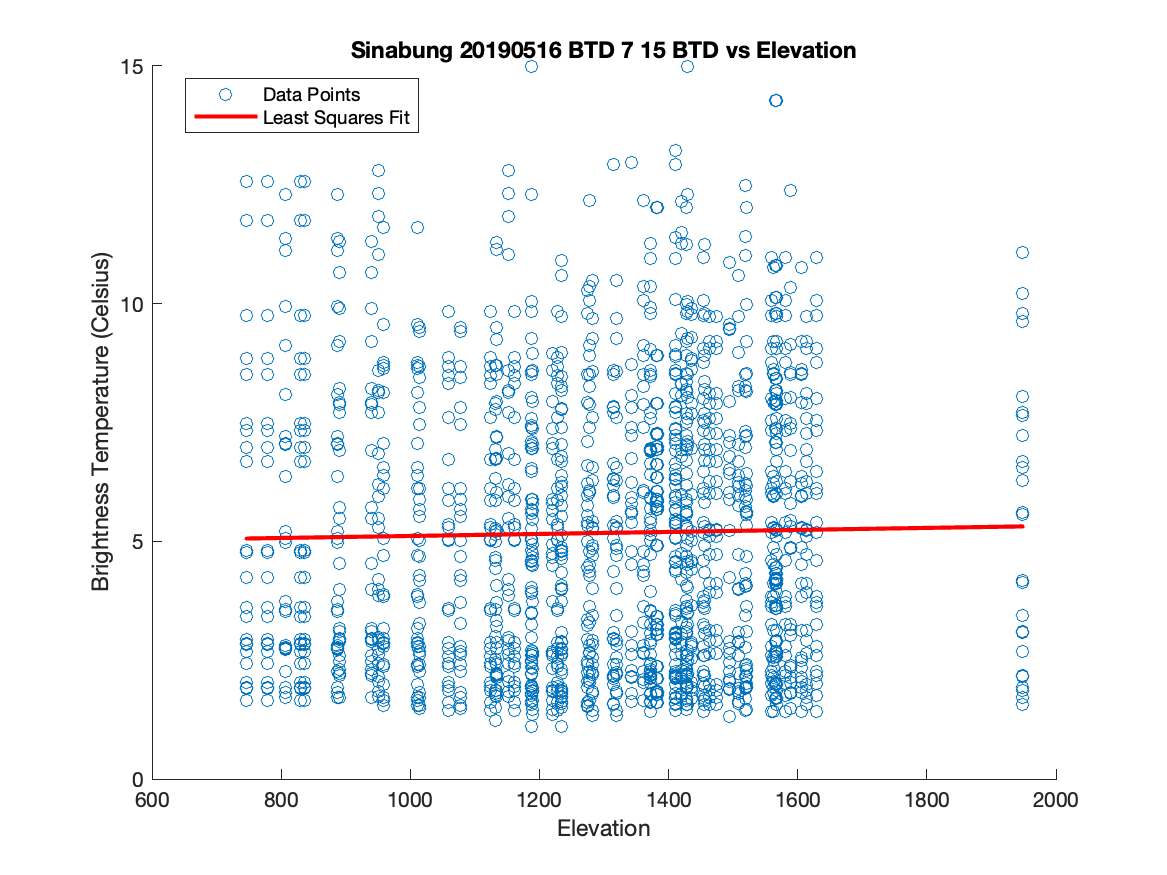 Sinabung 20190516 BTD 7 15 BTD vs Elevation
Data Points
Least Squares Fit
15
10
5
0
Brightness Temperature (Celsius)
600 800 1000 1200 1400 1600 1800 2000
Elevation